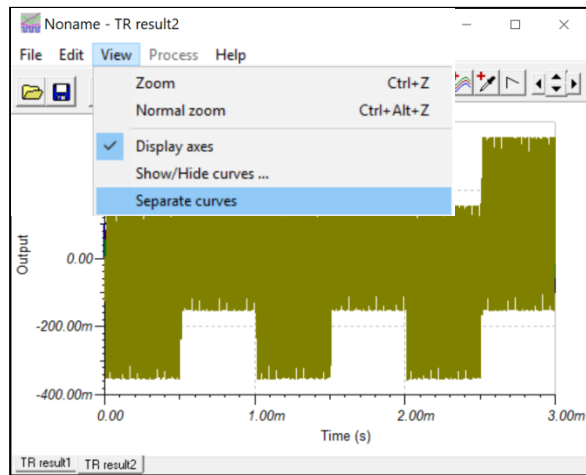 Noname - TR result2
File Edit View Process Help
Zoom Ctrl+Z
Normal zoom Ctrl+Alt+Z
Display axes
Show/Hide curves ...
Separate curves
Output
0.00
-200.00m
-400.00m
0.00 1.00m 2.00m 3.00m
Time (s)
TR result1 TR result2